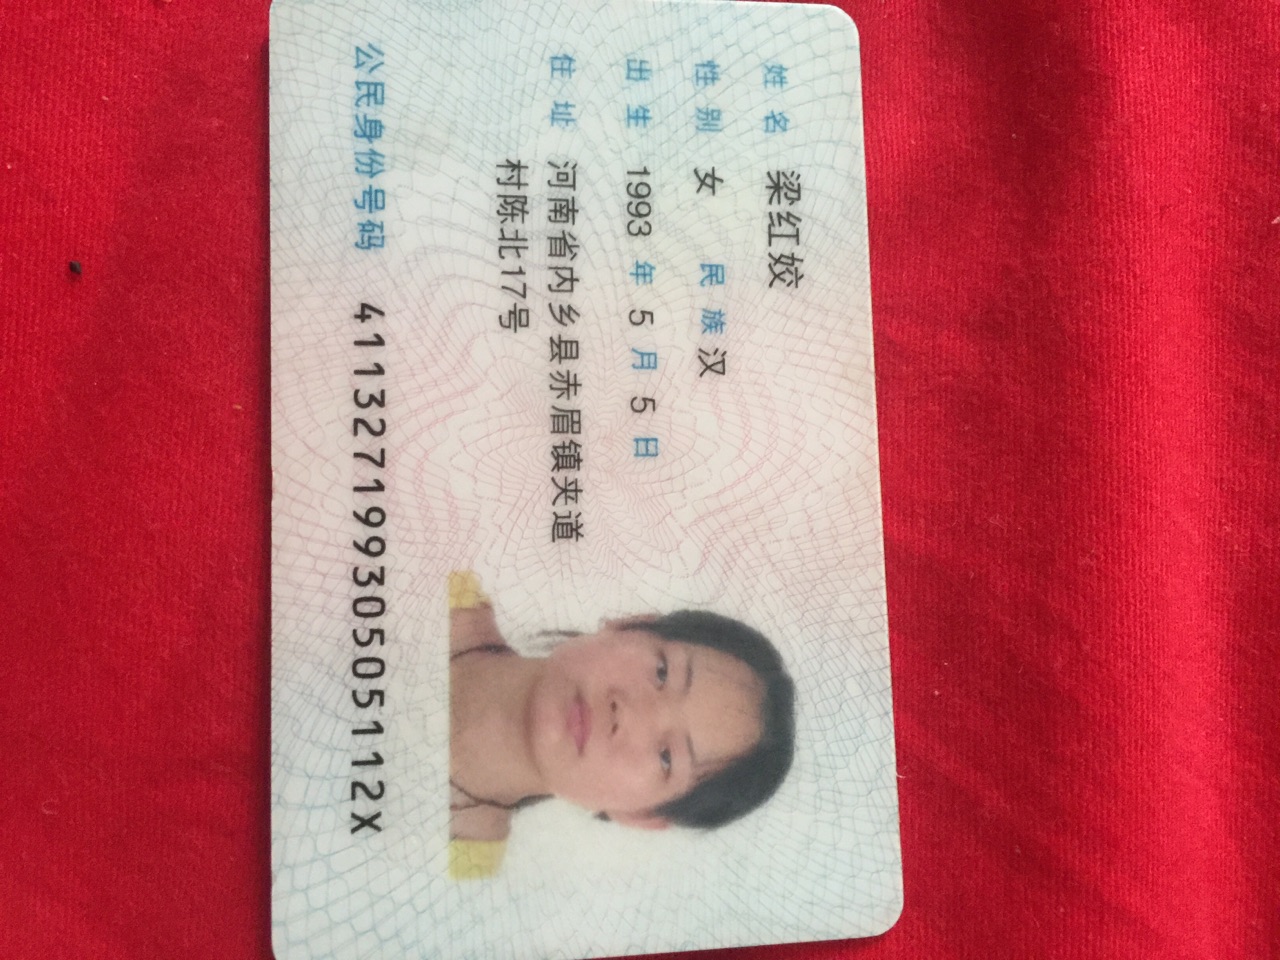 姓名 梁红姣
性别 女 民族 汉
出生 1993 年 5 月 5 日
住址 河南省内乡县赤眉镇夹道
村陈北17号
公民身份号码 41132719930505112X